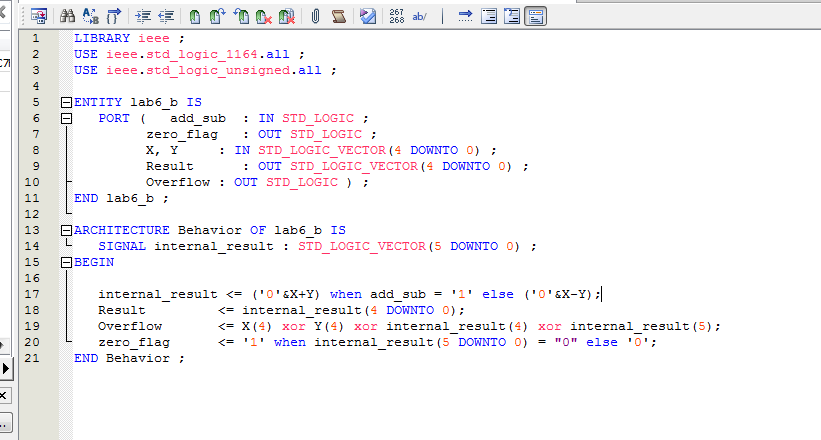 267
268 ab/
1 LIBRARY ieee ;
2 USE ieee.std_logic_1164.all ;
3 USE ieee.std_logic_unsigned.all ;
4
5 ENTITY lab6_b IS
6 PORT ( add_sub : IN STD_LOGIC ;
7 zero_flag : OUT STD_LOGIC ;
8 X, Y : IN STD_LOGIC_VECTOR(4 DOWNTO 0) ;
9 Result : OUT STD_LOGIC_VECTOR(4 DOWNTO 0) ;
10 Overflow : OUT STD_LOGIC ) ;
11 END lab6_b ;
12
13 ARCHITECTURE Behavior OF lab6_b IS
14 SIGNAL internal_result : STD_LOGIC_VECTOR(5 DOWNTO 0) ;
15 BEGIN
16
17 internal_result <= ('0'&X+Y) when add_sub = '1' else ('0'&X-Y);
18 Result <= internal_result(4 DOWNTO 0);
19 Overflow <= X(4) xor Y(4) xor internal_result(4) xor internal_result(5);
20 zero_flag <= '1' when internal_result(5 DOWNTO 0) = "0" else '0';
21 END Behavior ;